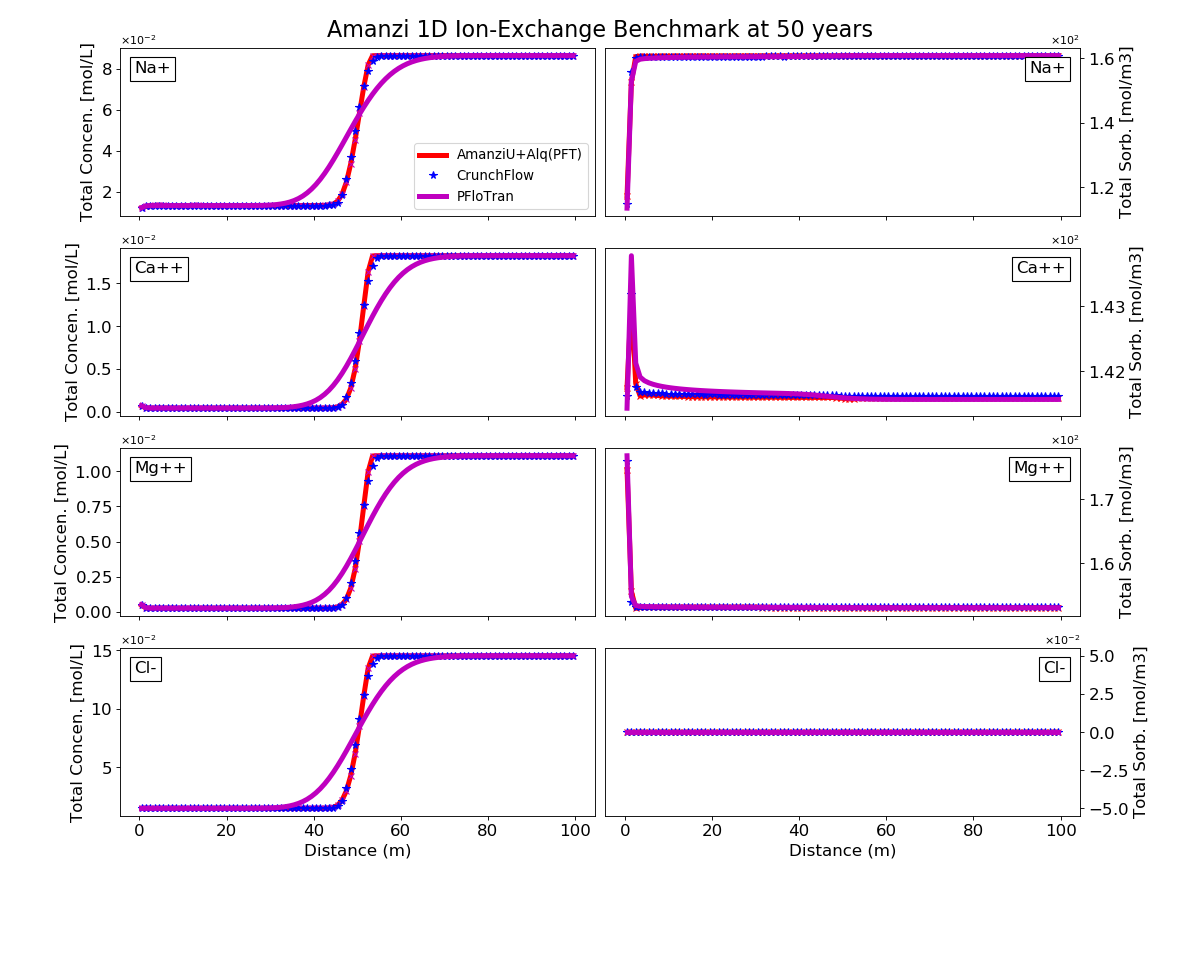 Amanzi 1D Ion-Exchange Benchmark at 50 years
×10⁻²
8
6
4
2
Total Concen. [mol/L]
Na+
AmanziU+Alq(PFT)
CrunchFlow
PFloTran
×10²
1.6
1.4
1.2
Total Sorb. [mol/m3]
Na+
×10⁻²
1.5
1.0
0.5
0.0
Total Concen. [mol/L]
Ca++
×10²
1.43
1.42
Total Sorb. [mol/m3]
Ca++
×10⁻²
1.00
0.75
0.50
0.25
0.00
Total Concen. [mol/L]
Mg++
×10²
1.7
1.6
Total Sorb. [mol/m3]
Mg++
×10⁻²
15
10
5
Total Concen. [mol/L]
Cl-
0 20 40 60 80 100
Distance (m)
×10⁻²
5.0
2.5
0.0
−2.5
−5.0
Total Sorb. [mol/m3]
Cl-
0 20 40 60 80 100
Distance (m)